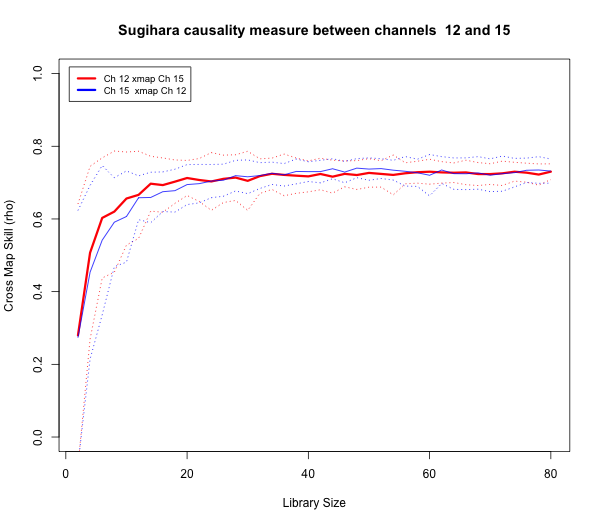 Sugihara causality measure between channels  12 and 15
Ch 12 xmap Ch 15
Ch 15  xmap Ch 12
Cross Map Skill (rho)
1.0
0.8
0.6
0.4
0.2
0.0
0 20 40 60 80
Library Size